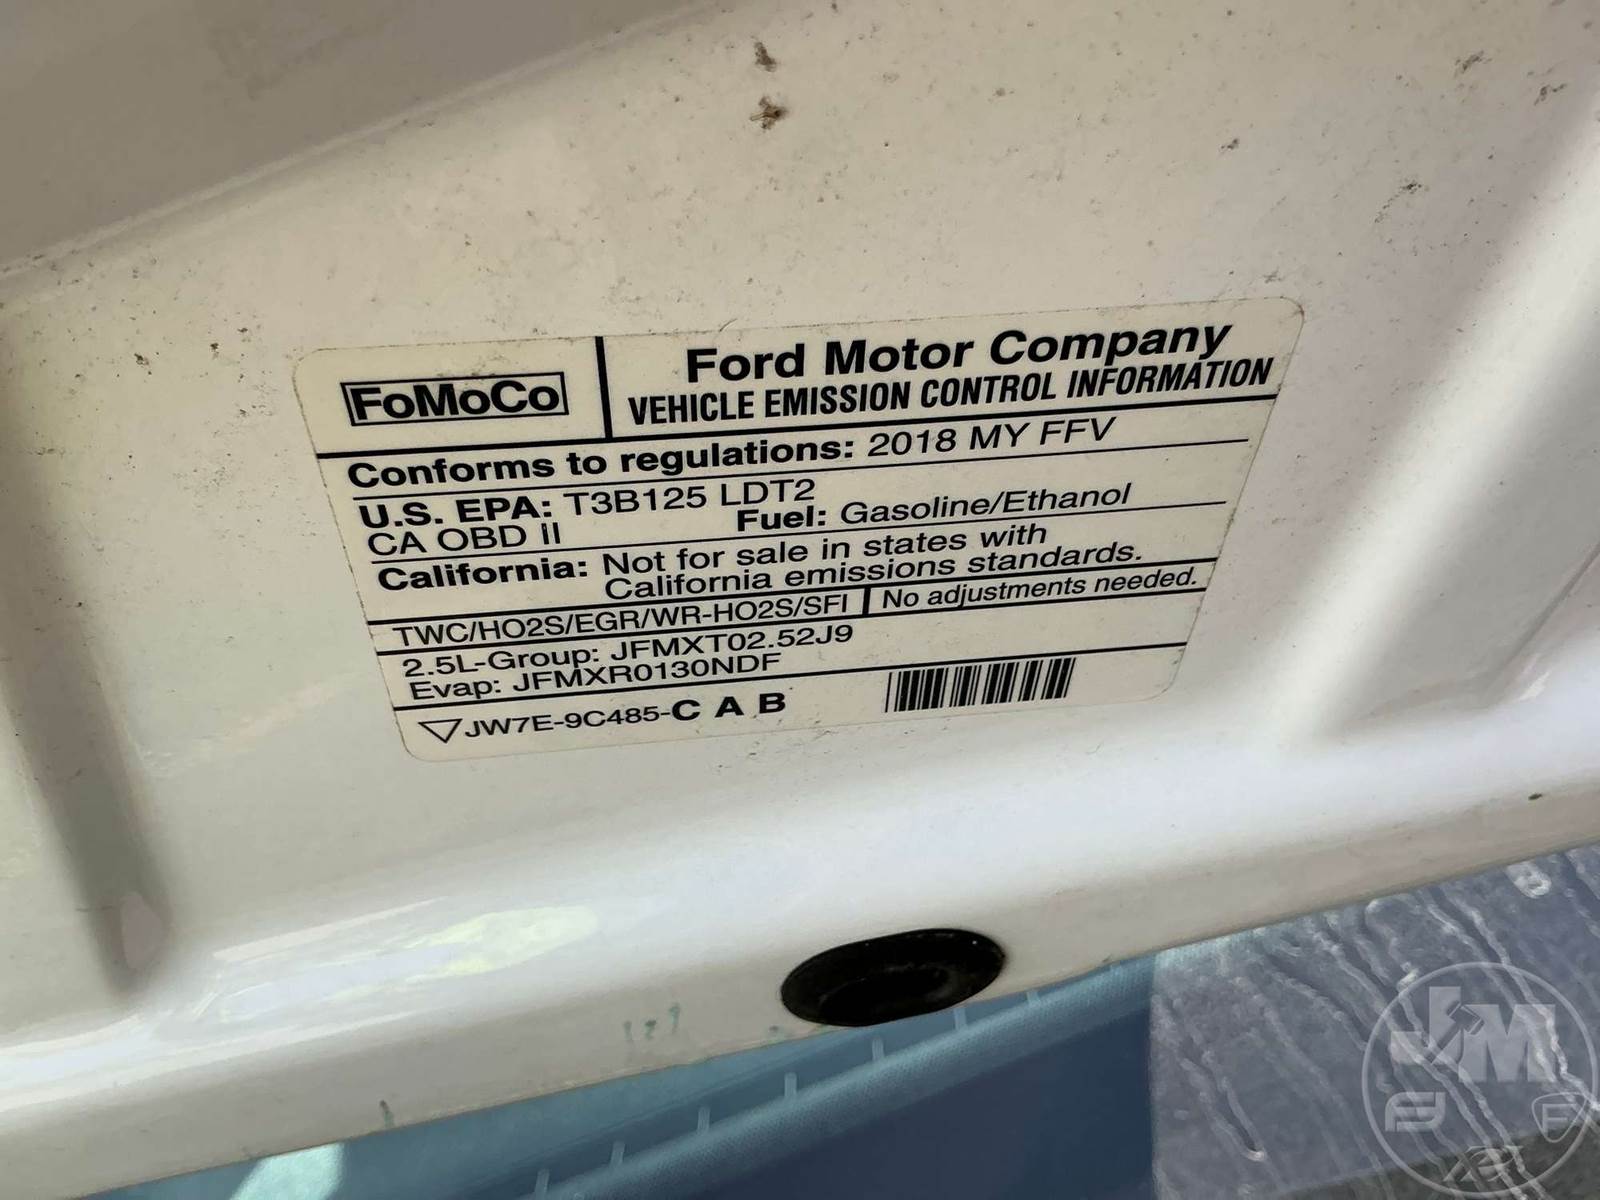 FoMoCo
Ford Motor Company
VEHICLE EMISSION CONTROL INFORMATION
Conforms to regulations: 2018 MY FFV
U.S. EPA: T3B125 LDT2
CA OBD II Fuel: Gasoline/Ethanol
California: Not for sale in states with
California emissions standards.
TWC/HO2S/EGR/WR-HO2S/SFI No adjustments needed.
2.5L-Group: JFMXT02.52J9
Evap: JFMXR0130NDF
JW7E-9C485-C A B
JM